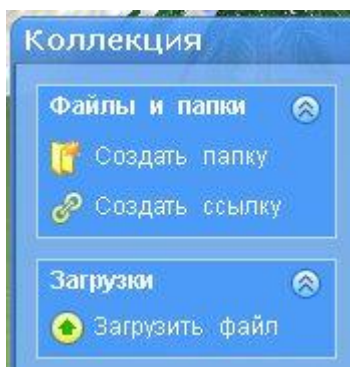 Коллекция
Файлы и папки
Создать папку
Создать ссылку
Загрузки
Загрузить файл